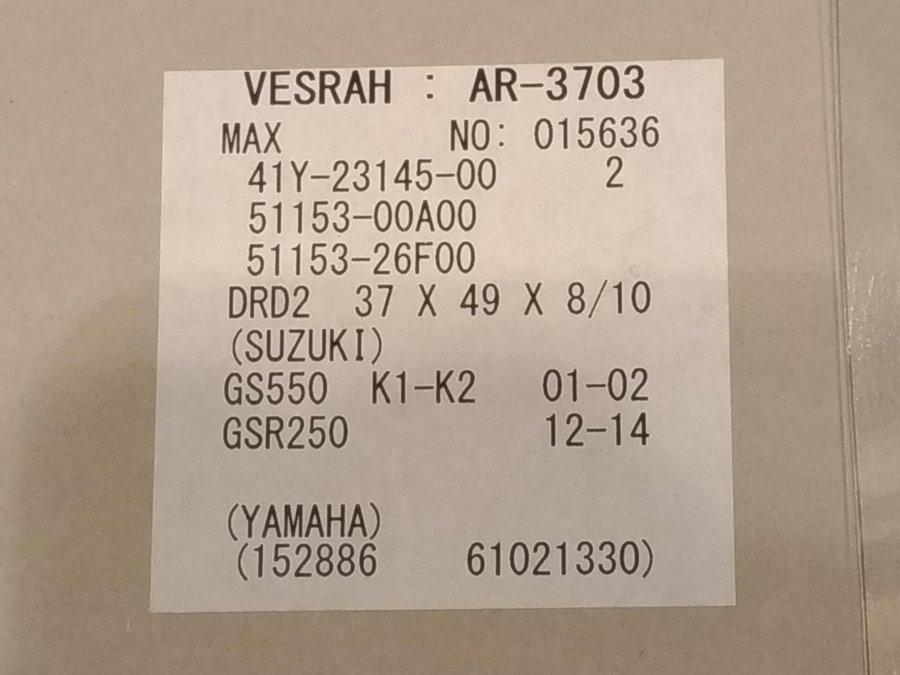 VESRAH : AR-3703
MAX NO: 015636
41Y-23145-00 2
51153-00A00
51153-26F00
DRD2 37 X 49 X 8/10
(SUZUKI)
GS550 K1-K2 01-02
GSR250 12-14
(YAMAHA)
(152886 61021330)